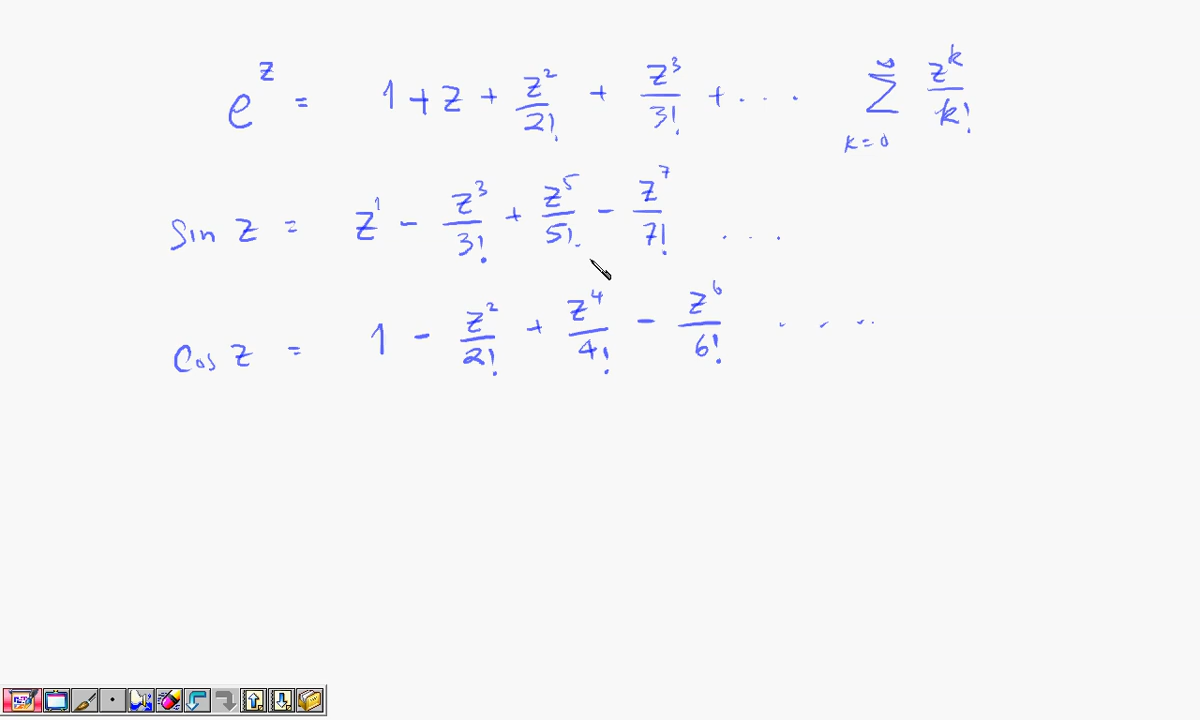 e^z = 1 + z + z^2/2! + z^3/3! + ... ∑_{k=0}^{∞} z^k/k!
Sin z = z^1 - z^3/3! + z^5/5! - z^7/7! ...
Cos z = 1 - z^2/2! + z^4/4! - z^6/6! ....